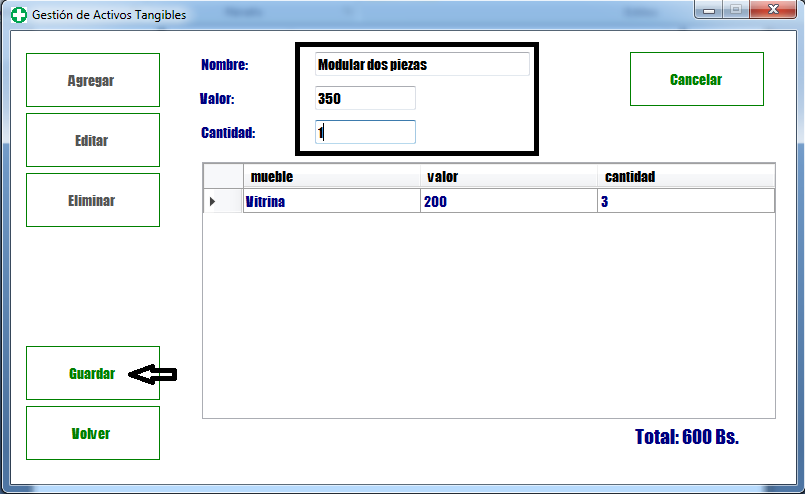 Gestión de Activos Tangibles
Agregar
Editar
Eliminar
Guardar
Volver
Nombre: Modular dos piezas
Valor: 350
Cantidad: 1
Cancelar
mueble valor cantidad
Vitrina 200 3
Total: 600 Bs.